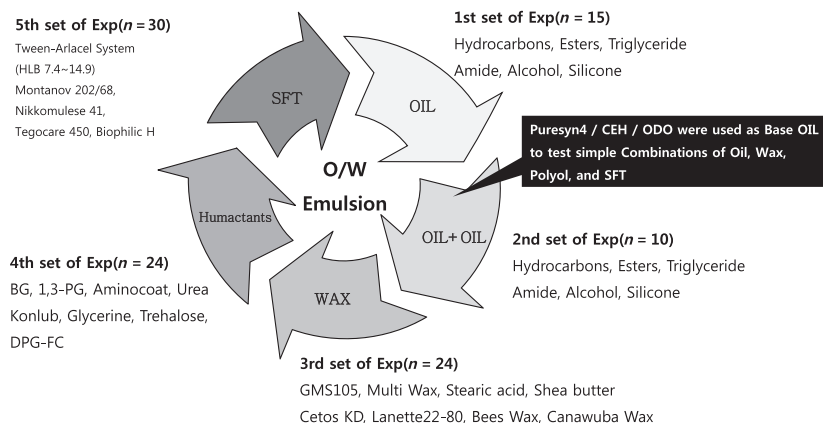 5th set of Exp(n = 30)
Tween-Arlacel System
(HLB 7.4~14.9)
Montanov 202/68,
Nikkomulese 41,
Tegocare 450, Biophilic H
1st set of Exp(n = 15)
Hydrocarbons, Esters, Triglyceride
Amide, Alcohol, Silicone
SFT
OIL
Puresyn4 / CEH / ODO were used as Base OIL
to test simple Combinations of Oil, Wax,
Polyol, and SFT
O/W
Emulsion
Humactants
OIL+ OIL
WAX
2nd set of Exp(n = 10)
Hydrocarbons, Esters, Triglyceride
Amide, Alcohol, Silicone
4th set of Exp(n = 24)
BG, 1,3-PG, Aminocoat, Urea
Konlub, Glycerine, Trehalose,
DPG-FC
3rd set of Exp(n = 24)
GMS105, Multi Wax, Stearic acid, Shea butter
Cetos KD, Lanette22-80, Bees Wax, Canawuba Wax